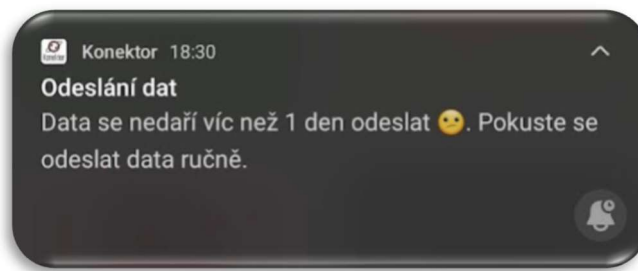 Konektor 18:30
Odeslání dat
Data se nedaří víc než 1 den odeslat 😕. Pokuste se
odeslat data ručně.